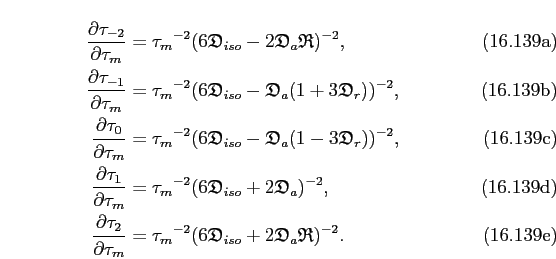 ∂τ₋₂/∂τₘ = τₘ⁻²(6𝔇ᵢₛₒ − 2𝔇ₐℜ)⁻², (16.139a)
∂τ₋₁/∂τₘ = τₘ⁻²(6𝔇ᵢₛₒ − 𝔇ₐ(1 + 3𝔇ᵣ))⁻², (16.139b)
∂τ₀/∂τₘ = τₘ⁻²(6𝔇ᵢₛₒ − 𝔇ₐ(1 − 3𝔇ᵣ))⁻², (16.139c)
∂τ₁/∂τₘ = τₘ⁻²(6𝔇ᵢₛₒ + 2𝔇ₐ)⁻², (16.139d)
∂τ₂/∂τₘ = τₘ⁻²(6𝔇ᵢₛₒ + 2𝔇ₐℜ)⁻². (16.139e)